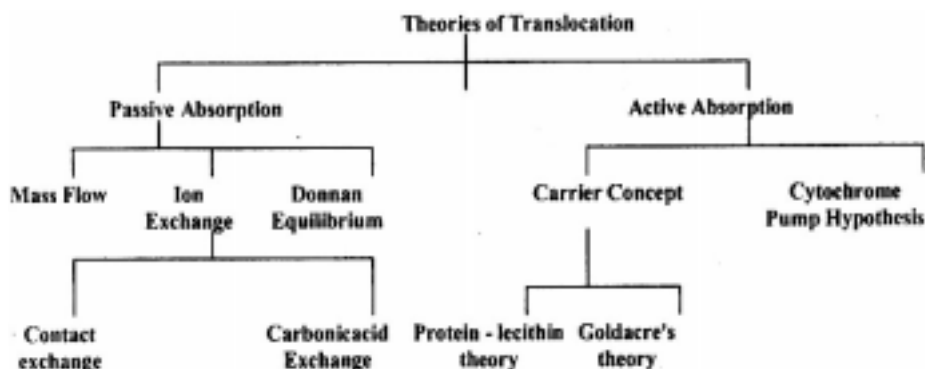 Theories of Translocation
Passive Absorption
Active Absorption
Mass Flow
Ion
Exchange
Donnan
Equilibrium
Carrier Concept
Cytochrome
Pump Hypothesis
Contact
exchange
Carbonicacid
Exchange
Protein - lecithin
theory
Goldacre's
theory